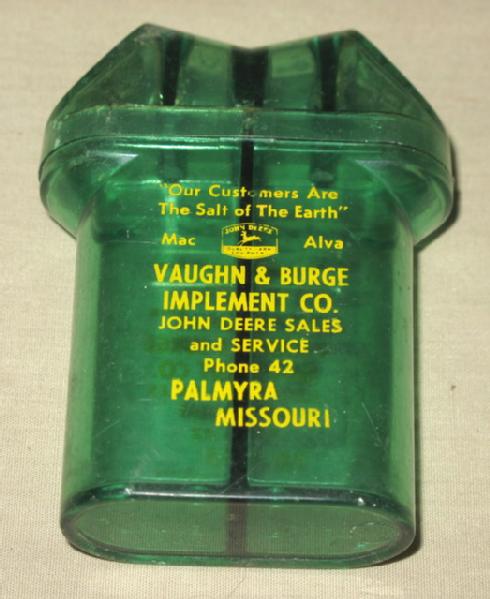 "Our Customers Are
The Salt of The Earth"
Mac JOHN DEERE Alva
VAUGHN & BURGE
IMPLEMENT CO.
JOHN DEERE SALES
and SERVICE
Phone 42
PALMYRA
MISSOURI